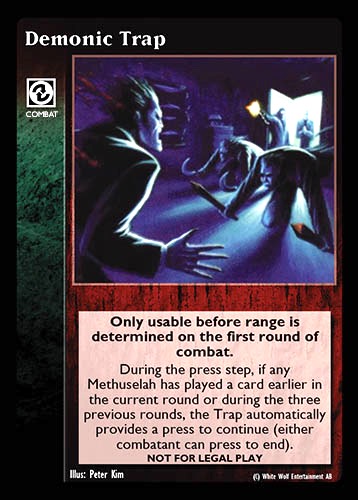 Demonic Trap
COMBAT
Only usable before range is
determined on the first round of
combat.
During the press step, if any
Methuselah has played a card earlier in
the current round or during the three
previous rounds, the Trap automatically
provides a press to continue (either
combatant can press to end).
NOT FOR LEGAL PLAY
Illus: Peter Kim
(C) White Wolf Entertainment AB